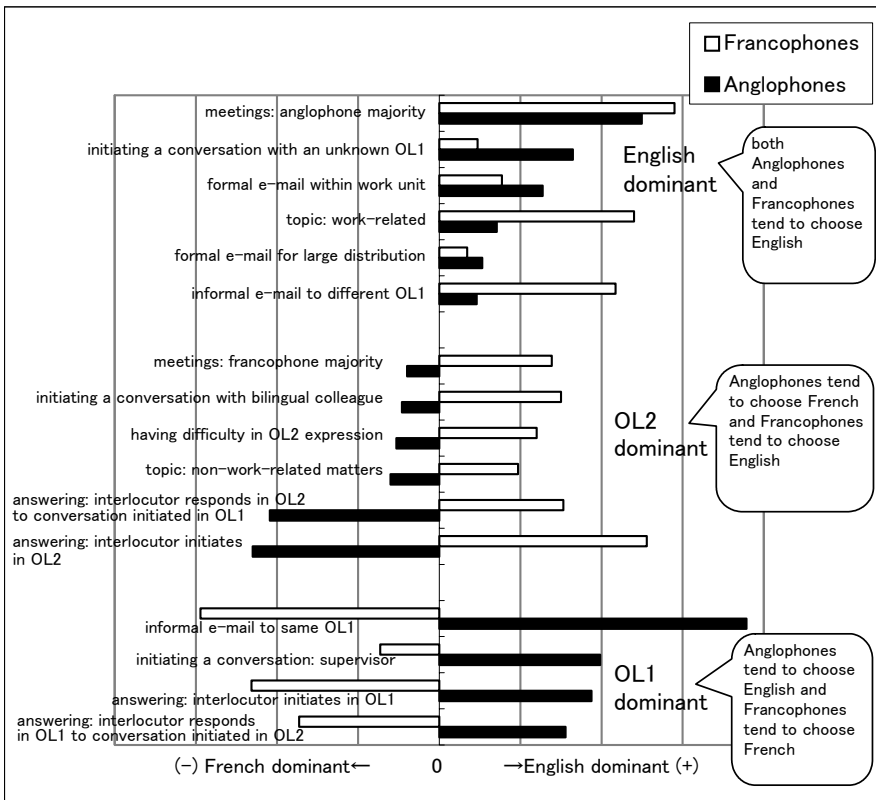 Francophones
Anglophones
meetings: anglophone majority
initiating a conversation with an unknown OL1
formal e-mail within work unit
topic: work-related
formal e-mail for large distribution
informal e-mail to different OL1
English
dominant
both
Anglophones
and
Francophones
tend to choose
English
meetings: francophone majority
initiating a conversation with bilingual colleague
having difficulty in OL2 expression
topic: non-work-related matters
answering: interlocutor responds in OL2
to conversation initiated in OL1
answering: interlocutor initiates
in OL2
OL2
dominant
Anglophones tend
to choose French
and Francophones
tend to choose
English
informal e-mail to same OL1
initiating a conversation: supervisor
answering: interlocutor initiates in OL1
answering: interlocutor responds
in OL1 to conversation initiated in OL2
OL1
dominant
Anglophones
tend to choose
English and
Francophones
tend to choose
French
(-) French dominant← 0 →English dominant (+)